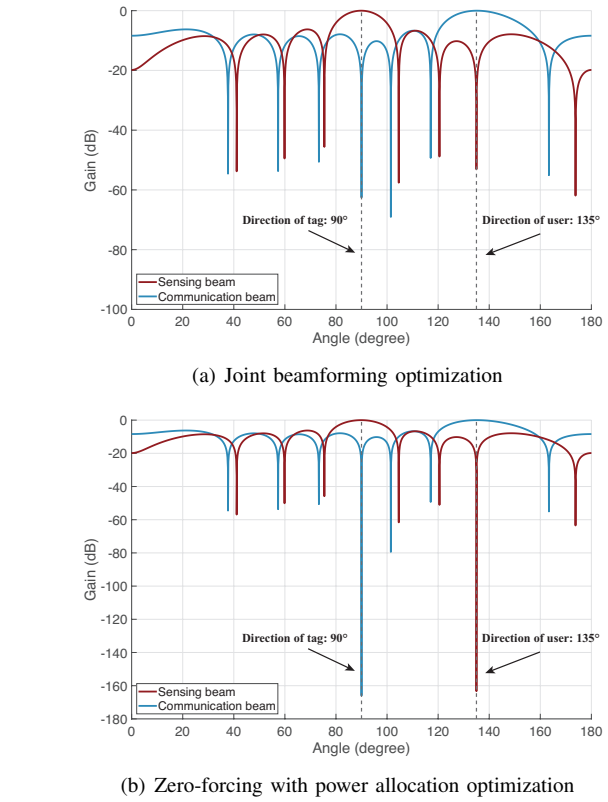 0
-20
-40
-60
-80
-100
Gain (dB)
Direction of tag: 90°
Direction of user: 135°
Sensing beam
Communication beam
0 20 40 60 80 100 120 140 160 180
Angle (degree)
(a) Joint beamforming optimization
0
-20
-40
-60
-80
-100
-120
-140
-160
-180
Gain (dB)
Direction of tag: 90°
Direction of user: 135°
Sensing beam
Communication beam
0 20 40 60 80 100 120 140 160 180
Angle (degree)
(b) Zero-forcing with power allocation optimization